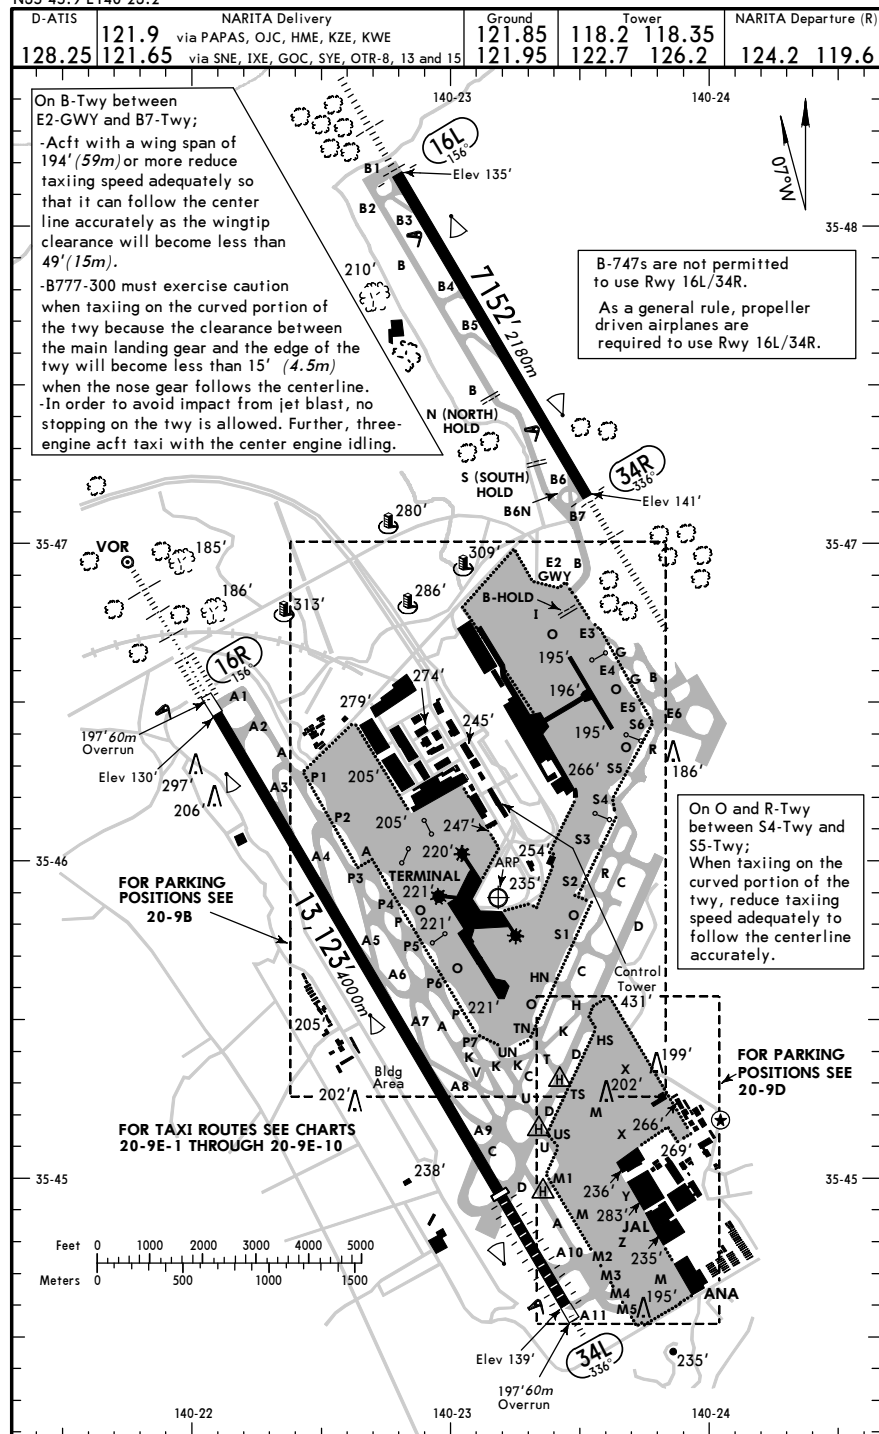 D-ATIS
128.25
NARITA Delivery
121.9 via PAPAS, OJC, HME, KZE, KWE
121.65 via SNE, IXE, GOC, SYE, OTR-8, 13 and 15
Ground
121.85
121.95
Tower
118.2 118.35
122.7 126.2
NARITA Departure (R)
124.2 119.6
140-23
140-24
On B-Twy between
E2-GWY and B7-Twy;
-Acft with a wing span of
194' (59m) or more reduce
taxiing speed adequately so
that it can follow the center
line accurately as the wingtip
clearance will become less than
49' (15m).
-B777-300 must exercise caution
when taxiing on the curved portion of
the twy because the clearance between
the main landing gear and the edge of the
twy will become less than 15' (4.5m)
when the nose gear follows the centerline.
-In order to avoid impact from jet blast, no
stopping on the twy is allowed. Further, three-
engine acft taxi with the center engine idling.
16L
156°
B1
Elev 135'
07°W
B2
B3
35-48
B
210'
B4
7152' 2180m
B5
B-747s are not permitted
to use Rwy 16L/34R.
As a general rule, propeller
driven airplanes are
required to use Rwy 16L/34R.
B
N (NORTH)
HOLD
S (SOUTH)
HOLD
B6
34R
336°
Elev 141'
B6N
B7
280'
35-47
35-47
VOR
185'
309'
E2
GWY
B
186'
313'
286'
B-HOLD
I
O
E3
16R
156°
274'
195'
G
E4
G
B
A1
279'
245'
196'
O
E5
E6
197' 60m
Overrun
A2
195'
S6
O
R
A
266'
S5
186'
Elev 130'
297'
P1
205'
A3
S4
206'
P2
205'
247'
S3
On O and R-Twy
between S4-Twy and
S5-Twy;
When taxiing on the
curved portion of the
twy, reduce taxiing
speed adequately to
follow the centerline
accurately.
35-46
A4
A
220'
254'
ARP
P3
TERMINAL
235'
R
C
FOR PARKING
POSITIONS SEE
20-9B
221'
S2
13,123' 4000m
P4
O
P
221'
O
D
A5
P5
S1
A6
O
HN
C
Control
Tower
431'
P6
221'
O
H
205'
A7
P
A
TN
K
HS
P7
UN
K
K
V
T
D
X
199'
FOR PARKING
POSITIONS SEE
20-9D
Bldg
Area
C
H
202'
A8
U
TS
202'
D
M
266'
FOR TAXI ROUTES SEE CHARTS
20-9E-1 THROUGH 20-9E-10
A9
H
US
X
269'
C
U
35-45
35-45
238'
M1
D
H
236'
Y
M
283'
A
JAL
Z
Feet 0 1000 2000 3000 4000 5000
Meters 0 500 1000 1500
A10
M2
235'
M3
M
M4
195'
ANA
M5
A11
Elev 139'
34L
336°
235'
197' 60m
Overrun
140-22
140-23
140-24